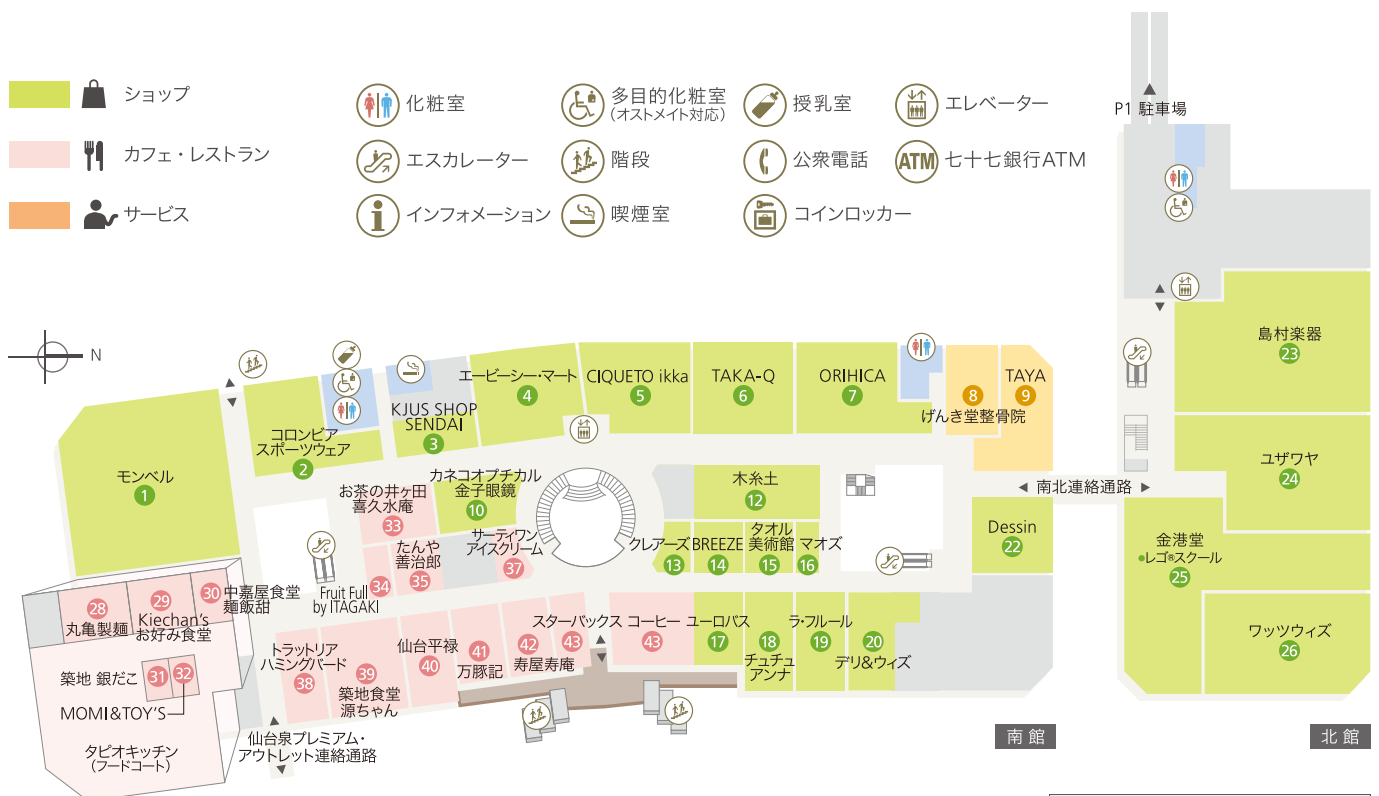 ショップ
カフェ・レストラン
サービス
化粧室
多目的化粧室
(オストメイト対応)
授乳室
エレベーター
エスカレーター
階段
公衆電話
ATM 七十七銀行ATM
インフォメーション
喫煙室
コインロッカー
P1 駐車場
N
モンベル
1
コロンビア
スポーツウェア
2
KJUS SHOP
SENDAI
3
エービーシー・マート
4
CIQUETO ikka
5
TAKA-Q
6
ORIHICA
7
8
げんき堂整骨院
TAYA
9
カネコオプチカル
金子眼鏡
10
木糸土
12
クレアーズ
13
BREEZE
14
タオル
美術館
15
マオズ
16
ユーロパス
17
18
チュチュ
アンナ
ラ・フルール
19
20
デリ&ウィズ
Dessin
22
南北連絡通路
島村楽器
23
ユザワヤ
24
金港堂
レゴ®スクール
25
ワッツウィズ
26
28
丸亀製麺
29
Kiechan's
お好み食堂
30
中嘉屋食堂
麺飯甜
築地 銀だこ
31
32
MOMI&TOY'S
タピオキッチン
(フードコート)
お茶の井ヶ田
喜久水庵
33
34
Fruit Full
by ITAGAKI
たんや
善治郎
35
サーティワン
アイスクリーム
37
トラットリア
ハミングバード
38
39
築地食堂
源ちゃん
仙台平禄
40
41
万豚記
42
寿屋寿庵
スターバックス コーヒー
43
43
仙台泉プレミアム・
アウトレット連絡通路
南館
北館